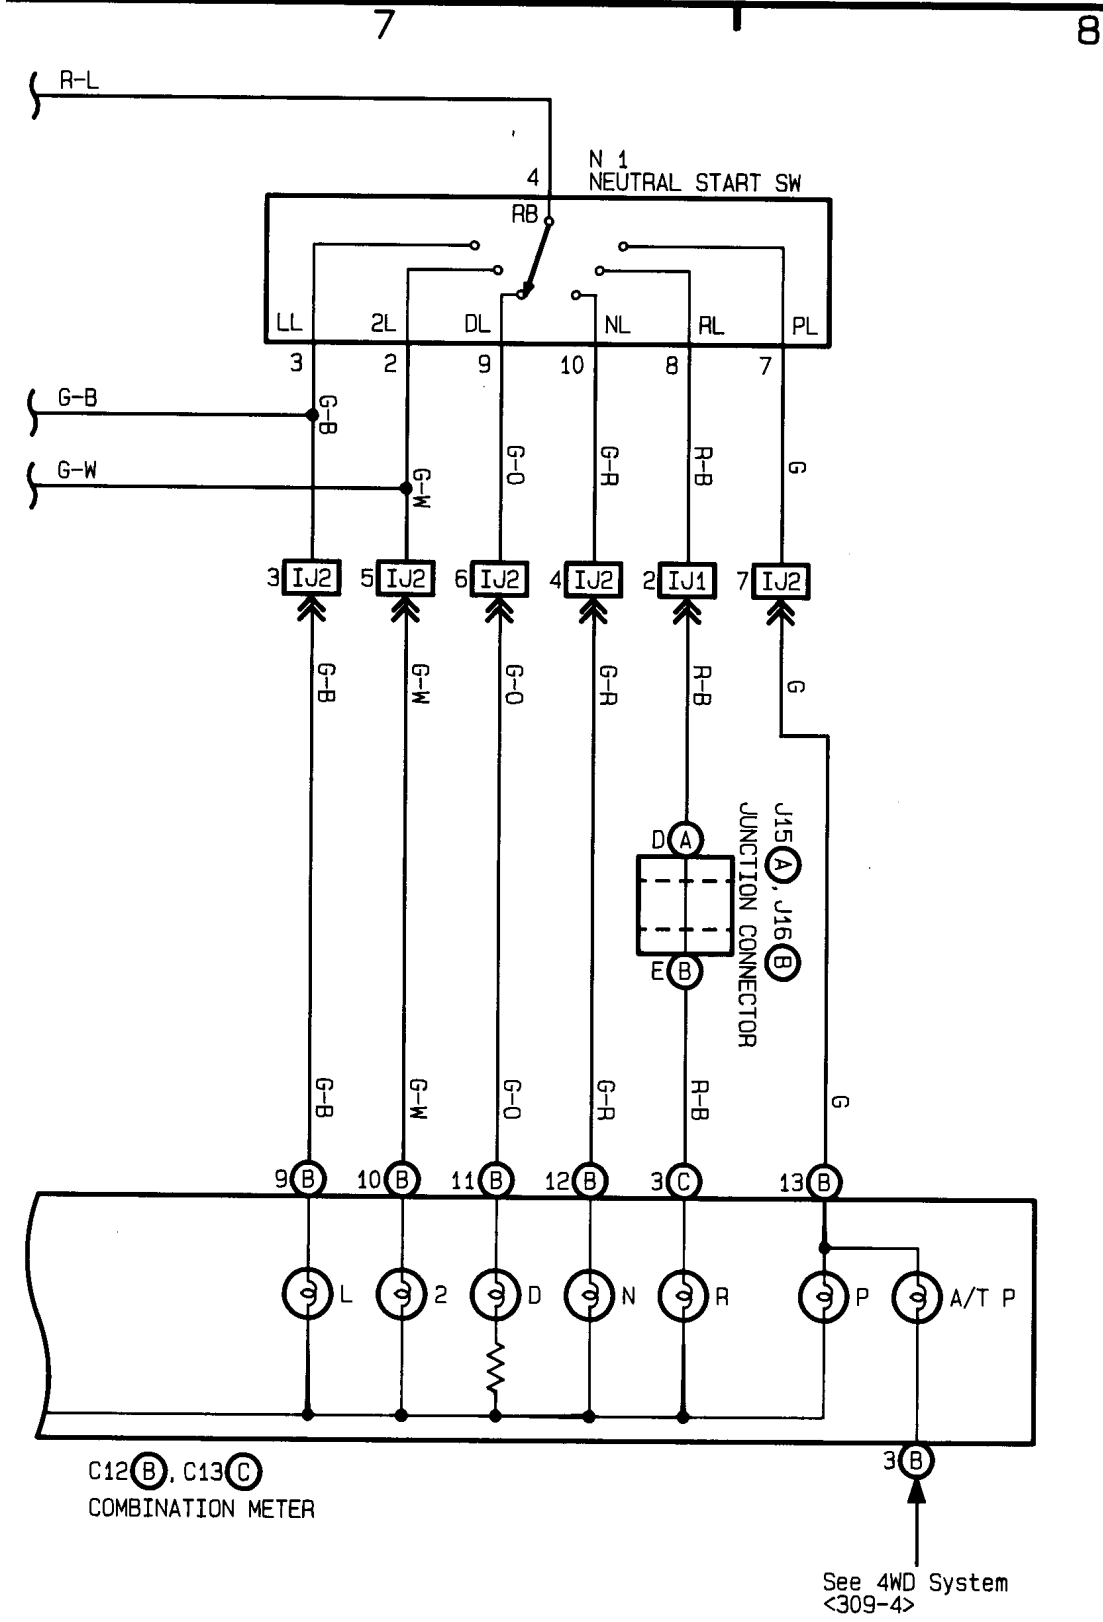 7
8
R-L
N 1
NEUTRAL START SW
4
RB
LL 2L DL NL RL PL
3 2 9 10 8 7
G-B
G-W
G-B G-W G-O G-R R-B G
3 IJ2 5 IJ2 6 IJ2 4 IJ2 2 IJ1 7 IJ2
G-B G-W G-O G-R R-B G
D A
E B
J15 A, J16 B
JUNCTION CONNECTOR
G-B G-W G-O G-R R-B G
9 B 10 B 11 B 12 B 3 C 13 B
L 2 D N R P A/T P
3 B
C12 B, C13 C
COMBINATION METER
See 4WD System
<309-4>